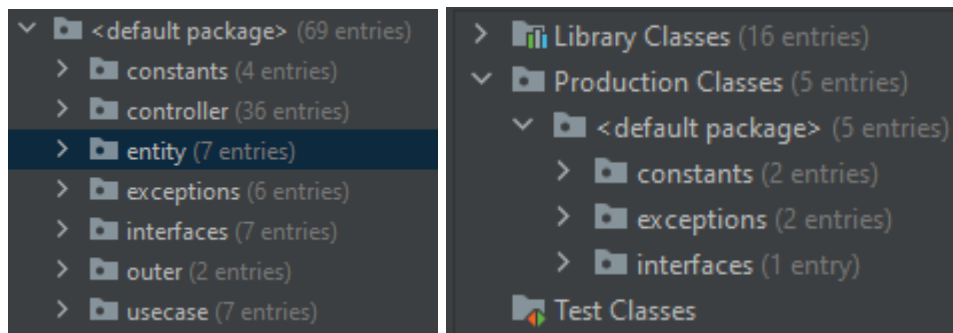 <default package> (69 entries)
constants (4 entries)
controller (36 entries)
entity (7 entries)
exceptions (6 entries)
interfaces (7 entries)
outer (2 entries)
usecase (7 entries)
Library Classes (16 entries)
Production Classes (5 entries)
<default package> (5 entries)
constants (2 entries)
exceptions (2 entries)
interfaces (1 entry)
Test Classes